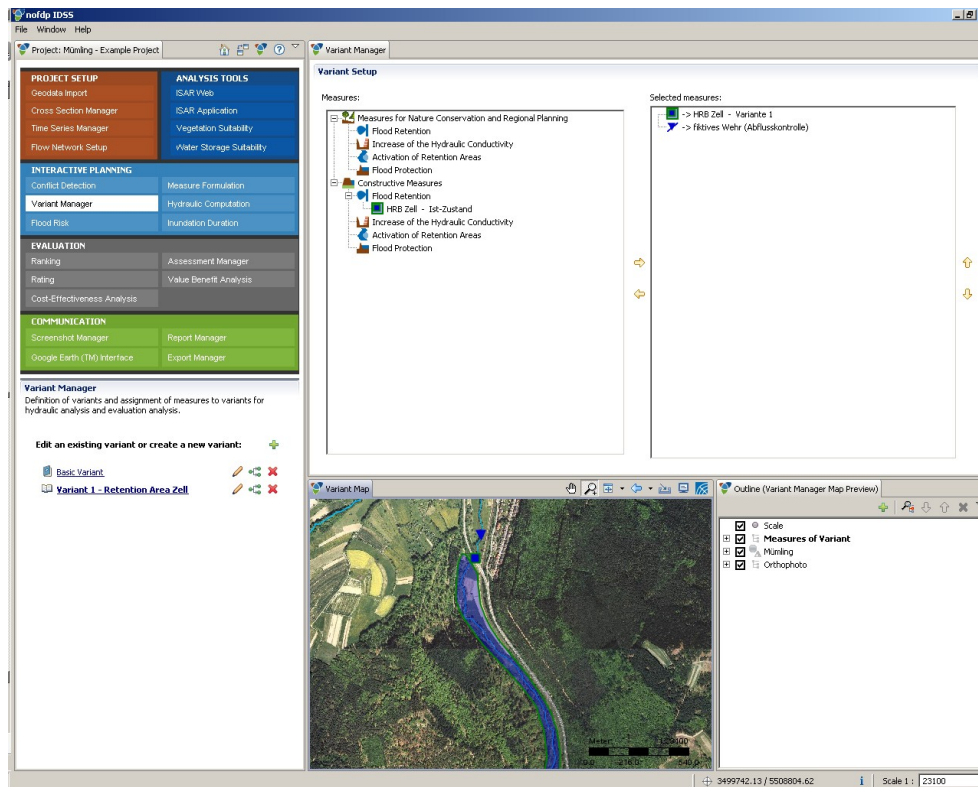 nofdp IDSS
File Window Help
Project: Mümling - Example Project
PROJECT SETUP
Geodata Import
Cross Section Manager
Time Series Manager
Flow Network Setup
ANALYSIS TOOLS
ISAR Web
ISAR Application
Vegetation Suitability
Water Storage Suitability
INTERACTIVE PLANNING
Conflict Detection
Measure Formulation
Variant Manager
Hydraulic Computation
Flood Risk
Inundation Duration
EVALUATION
Ranking
Assessment Manager
Rating
Value Benefit Analysis
Cost-Effectiveness Analysis
COMMUNICATION
Screenshot Manager
Report Manager
Google Earth (TM) Interface
Export Manager
Variant Manager
Definition of variants and assignment of measures to variants for
hydraulic analysis and evaluation analysis.
Edit an existing variant or create a new variant:
Basic Variant
Variant 1 - Retention Area Zell
Variant Manager
Variant Setup
Measures:
Measures for Nature Conservation and Regional Planning
Flood Retention
Increase of the Hydraulic Conductivity
Activation of Retention Areas
Flood Protection
Constructive Measures
Flood Retention
HRB Zell - Ist-Zustand
Increase of the Hydraulic Conductivity
Activation of Retention Areas
Flood Protection
Selected measures:
-> HRB Zell - Variante 1
-> fiktives Wehr (Abflusskontrolle)
Variant Map
Meter
0.0
Outline (Variant Manager Map Preview)
Scale
Measures of Variant
Mümling
Orthophoto
3499742.13 / 5508804.62
Scale 1 : 23100